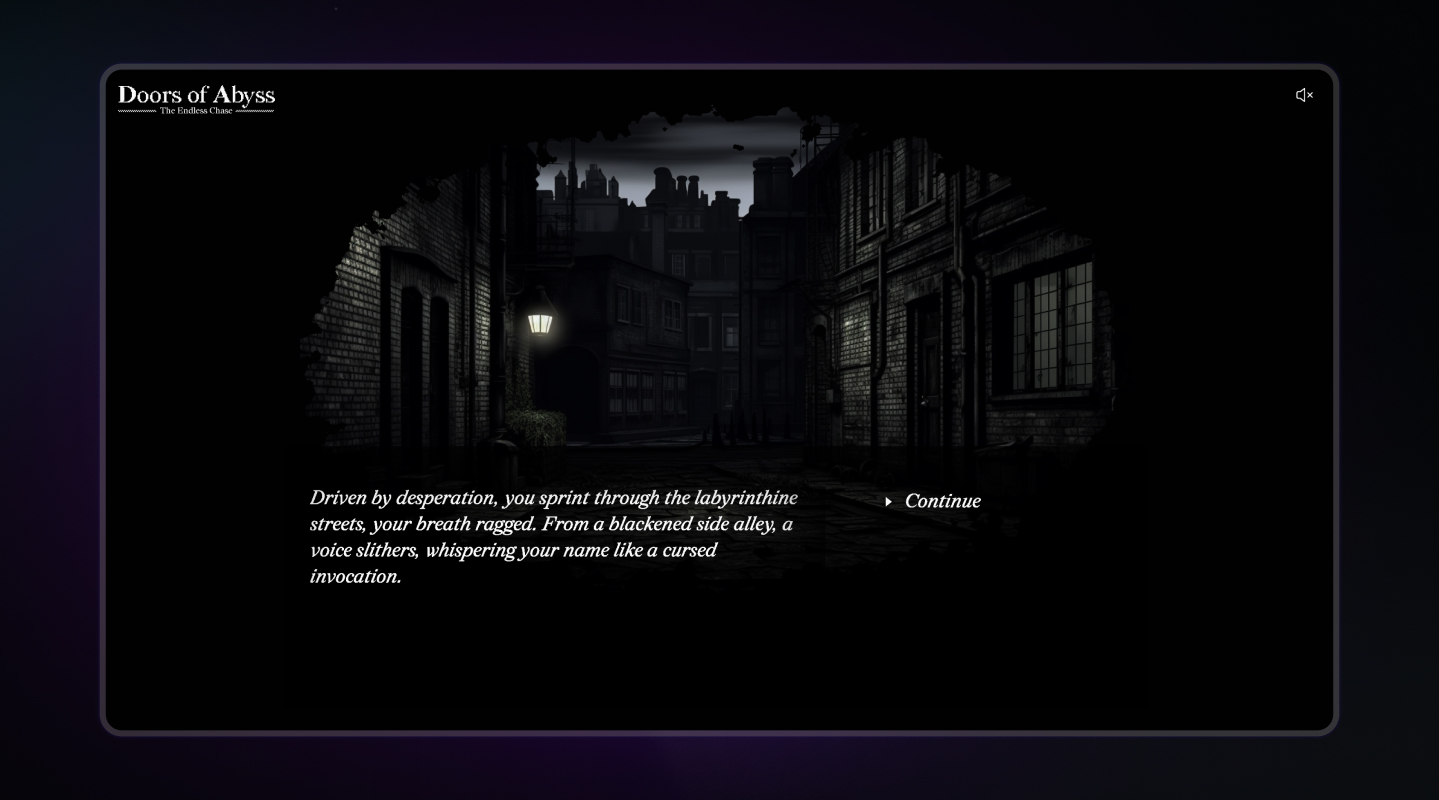 Doors of Abyss
The Endless Chase
Driven by desperation, you sprint through the labyrinthine
streets, your breath ragged. From a blackened side alley, a
voice slithers, whispering your name like a cursed
invocation.
Continue